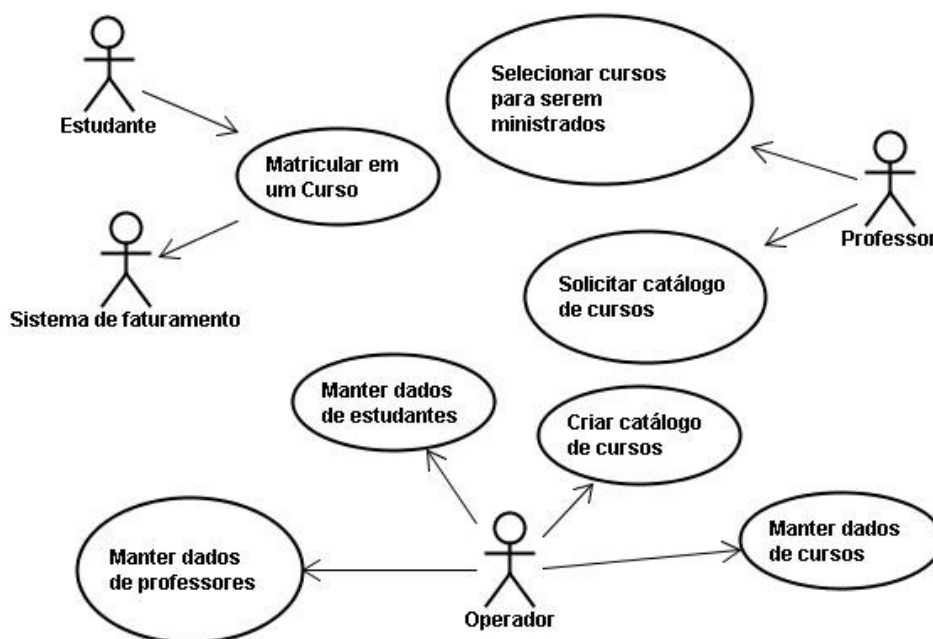 Estudante
Selecionar cursos
para serem
ministrados
Matricular em
um Curso
Professor
Sistema de faturamento
Solicitar catálogo
de cursos
Manter dados
de estudantes
Criar catálogo
de cursos
Manter dados
de professores
Manter dados
de cursos
Operador